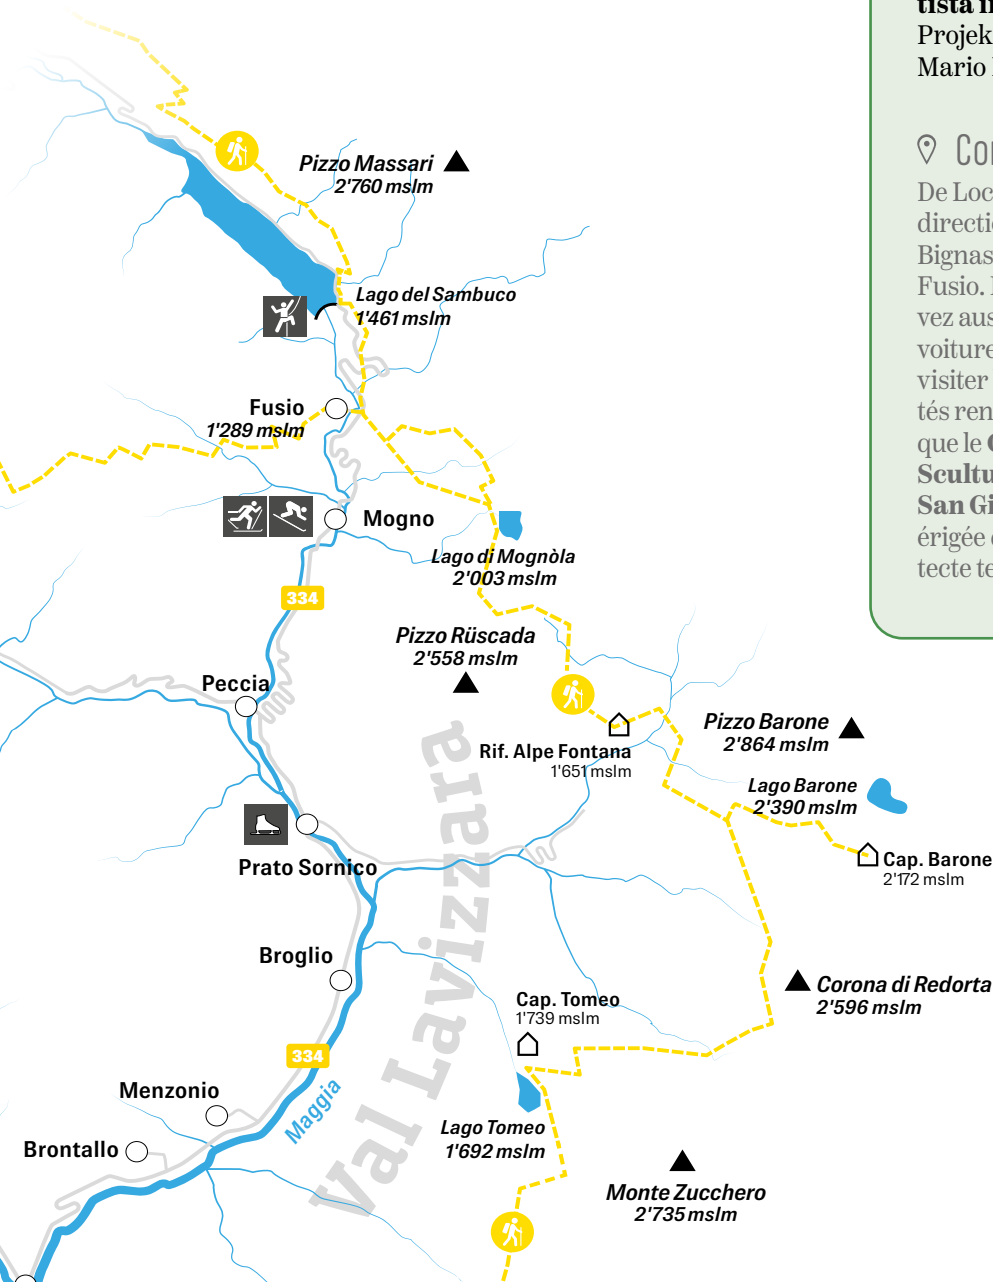 Pizzo Massari
2'760 mslm
Lago del Sambuco
1'461 mslm
Fusio
1'289 mslm
Mogno
Lago di Mognòla
2'003 mslm
334
Pizzo Rüscada
2'558 mslm
Peccia
Pizzo Barone
2'864 mslm
Rif. Alpe Fontana
1'651 mslm
Lago Barone
2'390 mslm
Cap. Barone
2'172 mslm
Prato Sornico
Val Lavizzara
Broglio
Corona di Redorta
2'596 mslm
Cap. Tomeo
1'739 mslm
334
Maggia
Menzonio
Lago Tomeo
1'692 mslm
Brontallo
Monte Zucchero
2'735 mslm
tista i
Projek
Mario
Co
De Loc
directi
Bignas
Fusio.
vez aus
voiture
visiter
tés ren
que le
Scultu
San Gi
érigée
tecte te